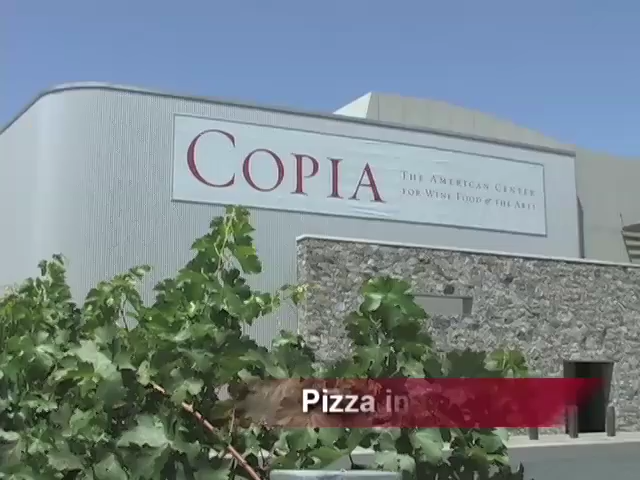 COPIA
THE AMERICAN CENTER
FOR WINE FOOD & THE ARTS
Pizza in